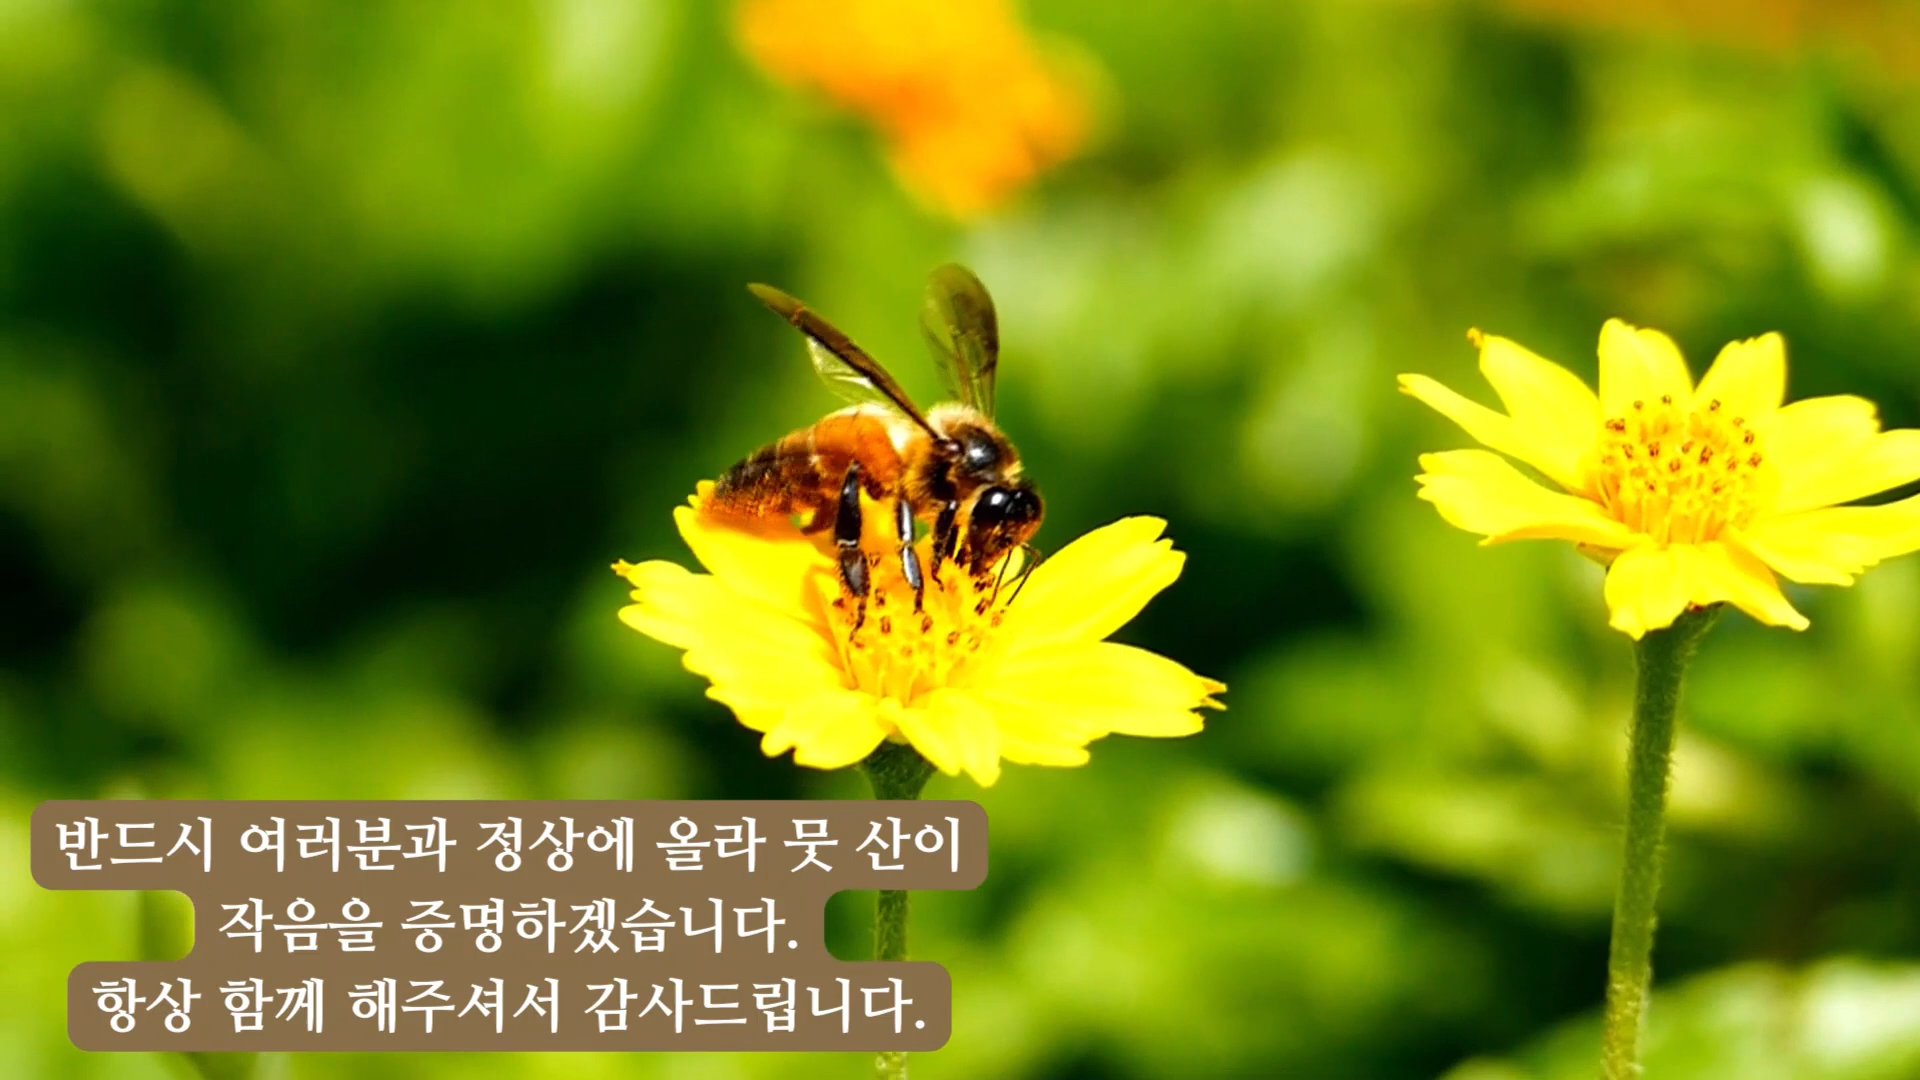 반드시 여러분과 정상에 올라 뭇 산이
작음을 증명하겠습니다.
항상 함께 해주셔서 감사드립니다.